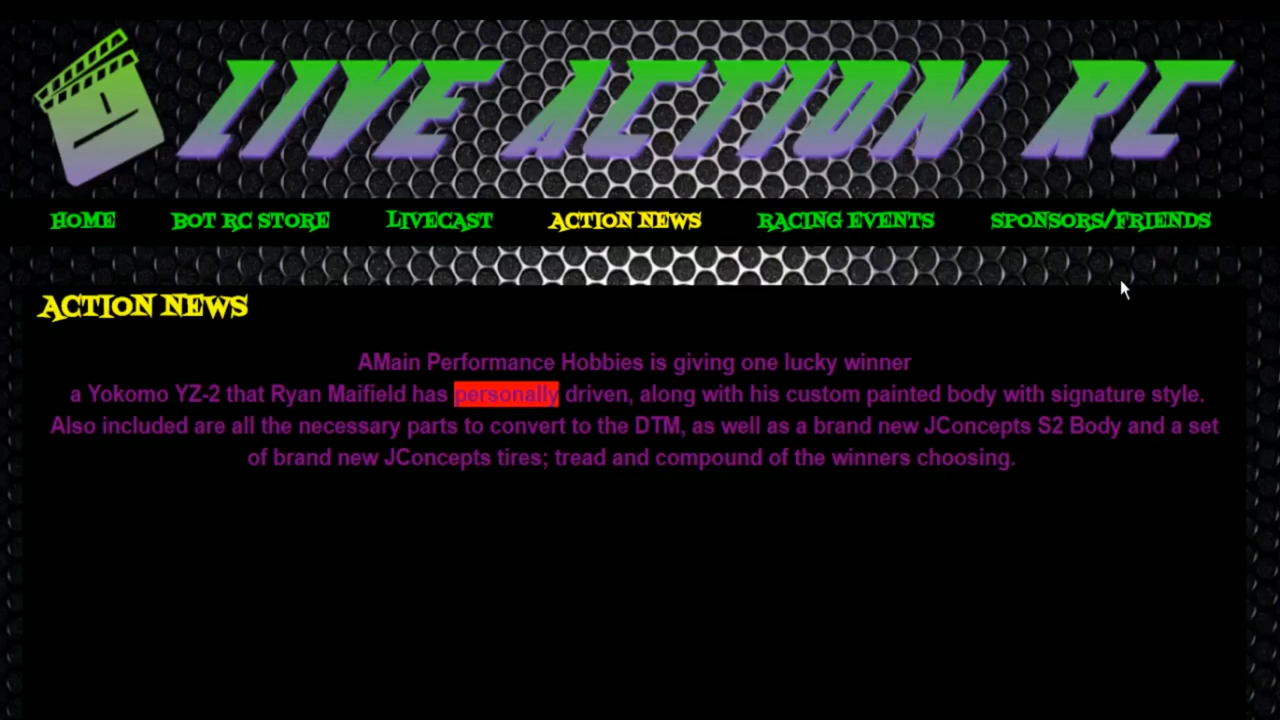 LIVE ACTION RC
HOME BOT RC STORE LIVECAST ACTION NEWS RACING EVENTS SPONSORS/FRIENDS
ACTION NEWS
AMain Performance Hobbies is giving one lucky winner
a Yokomo YZ-2 that Ryan Maifield has personally driven, along with his custom painted body with signature style.
Also included are all the necessary parts to convert to the DTM, as well as a brand new JConcepts S2 Body and a set
of brand new JConcepts tires; tread and compound of the winners choosing.